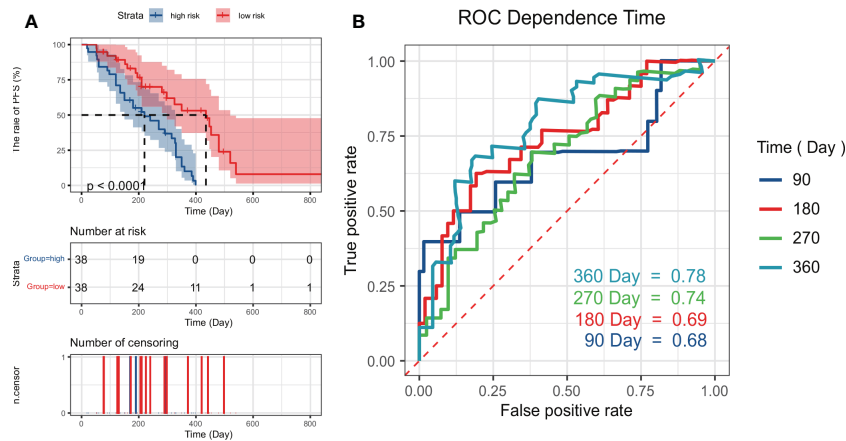 A
Strata high risk low risk
The rate of PFS (%)
100
75
50
25
0
p < 0.0001
0 200 400 600 800
Time (Day)
Number at risk
Strata
Group=high 38 19 0 0 0
Group=low 38 24 11 1 1
0 200 400 600 800
Time (Day)
Number of censoring
n.censor
1
0
0 200 400 600 800
Time (Day)
B
ROC Dependence Time
True positive rate
1.00
0.75
0.50
0.25
0.00
360 Day = 0.78
270 Day = 0.74
180 Day = 0.69
90 Day = 0.68
0.00 0.25 0.50 0.75 1.00
False positive rate
Time ( Day )
90
180
270
360